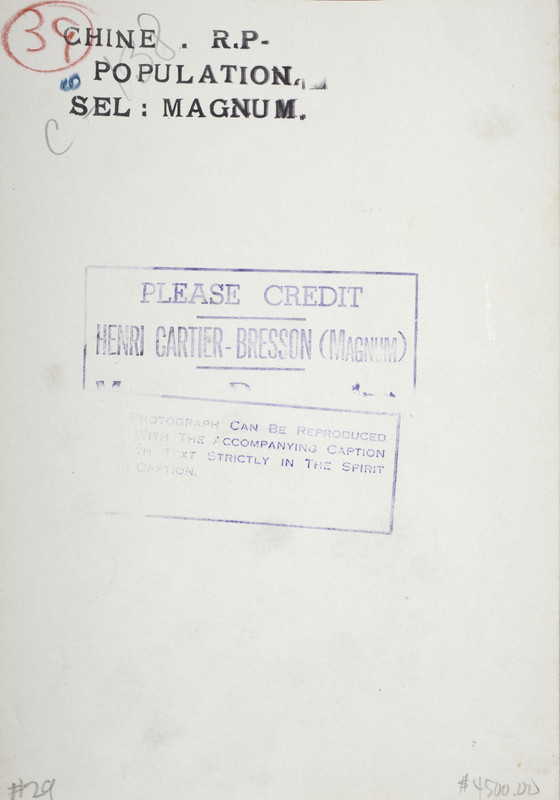 39
CHINE . R.P-
POPULATION.
SEL : MAGNUM.
C
PLEASE CREDIT
HENRI CARTIER-BRESSON (MAGNUM)
PHOTOGRAPH CAN BE REPRODUCED
WITH THE ACCOMPANYING CAPTION
TEXT STRICTLY IN THE SPIRIT
CAPTION.
#29
$4500.00